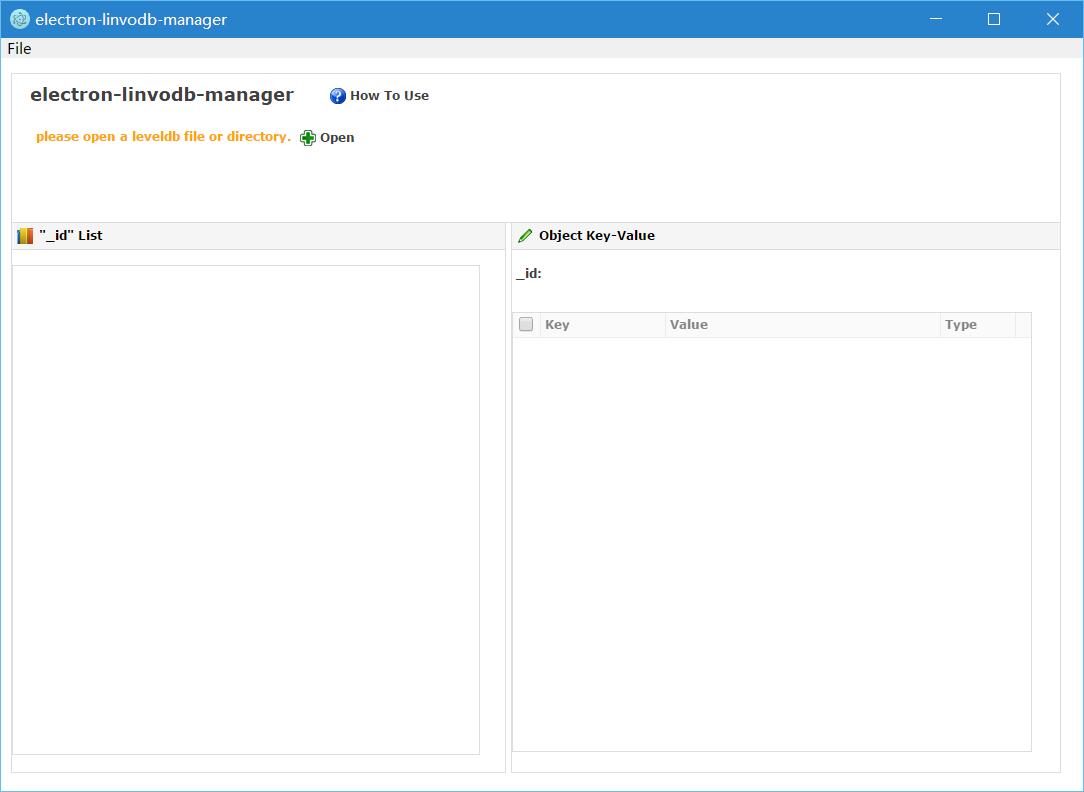 electron-linvodb-manager
File
electron-linvodb-manager How To Use
please open a leveldb file or directory. Open
"_id" List
Object Key-Value
_id:
Key Value Type